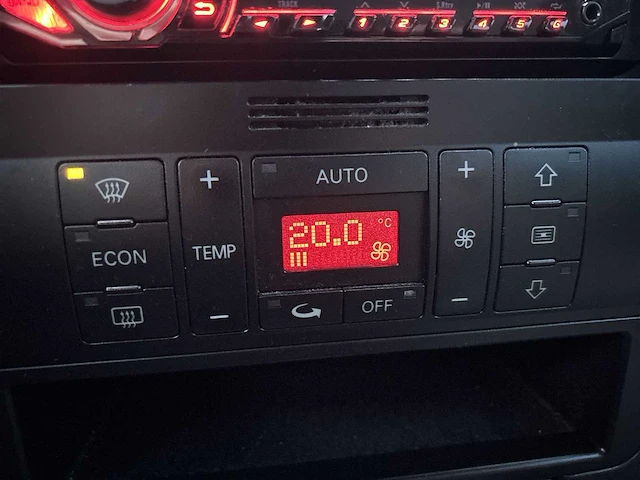 TRACK
1 2 3 4 5 6
AUTO
+ +
20.0 °C
ECON TEMP
OFF
- -